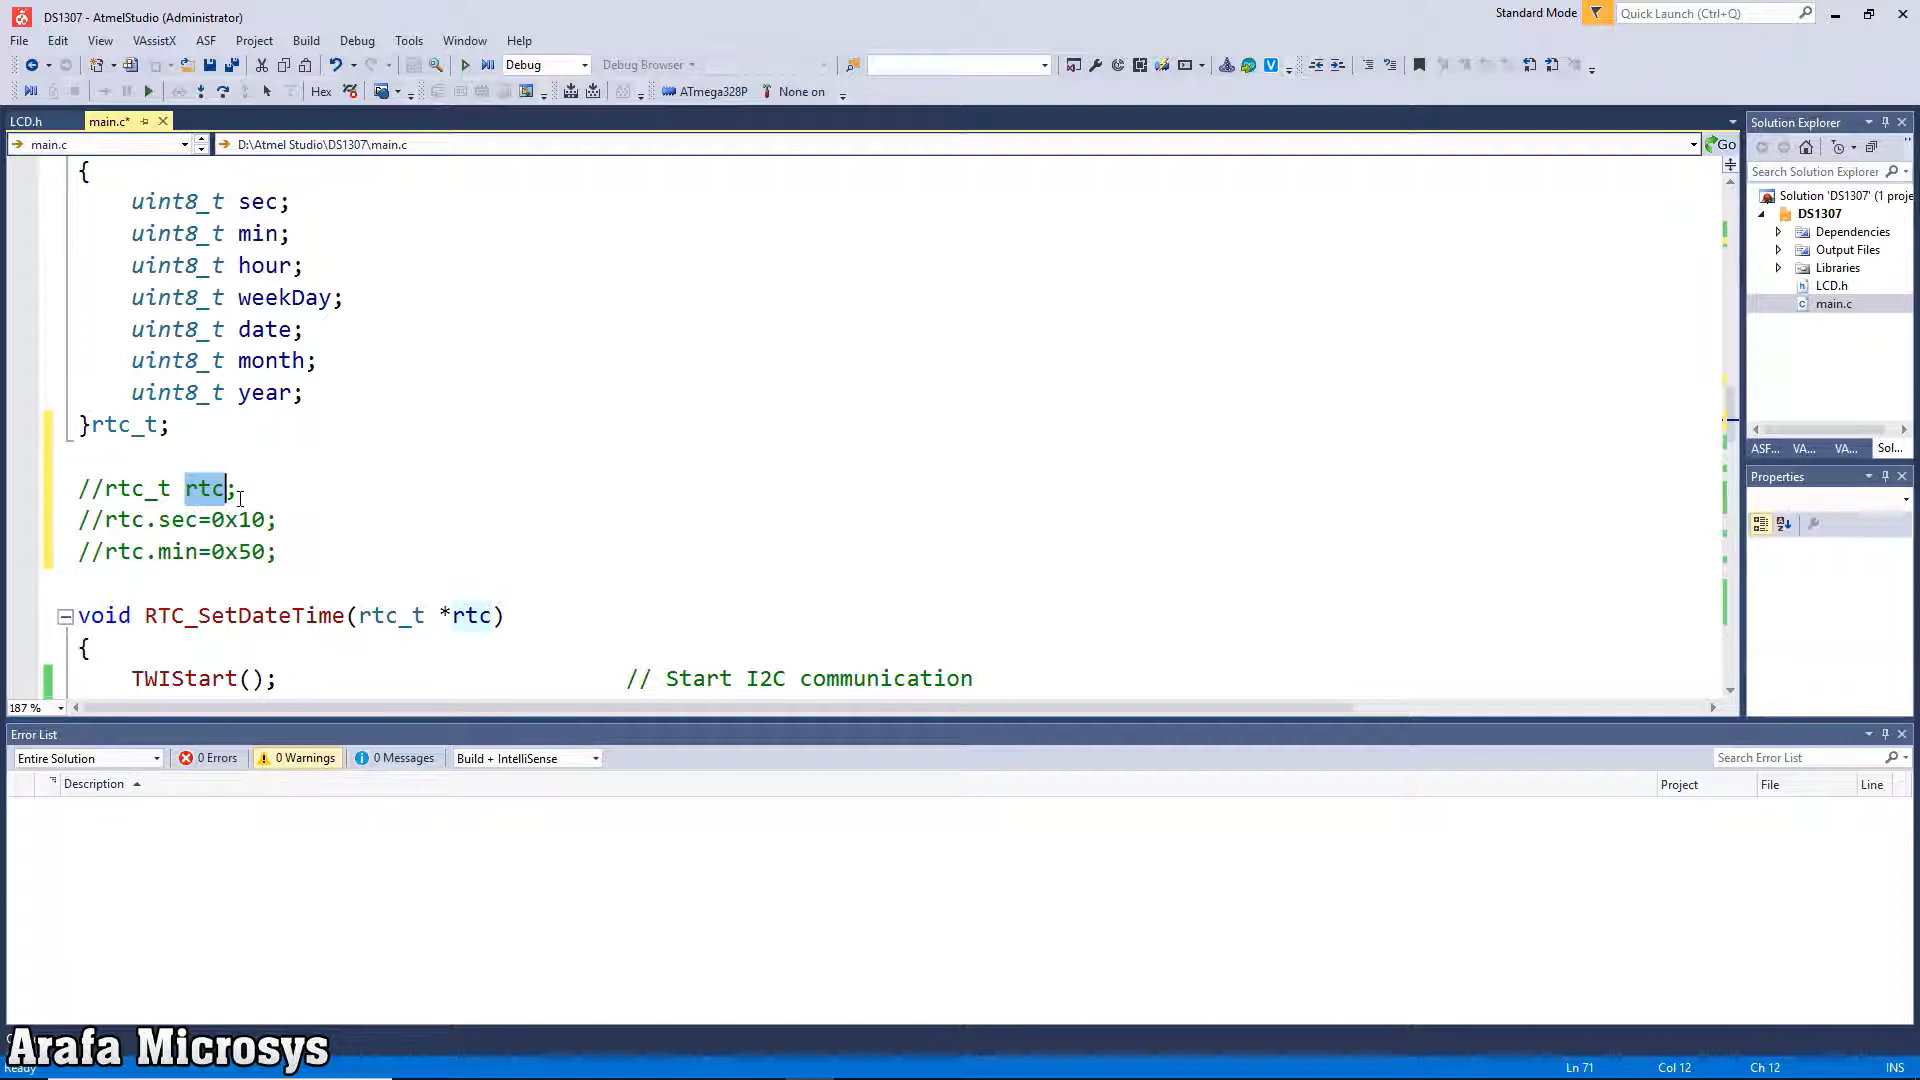 DS1307 - AtmelStudio (Administrator)
Standard Mode
Quick Launch (Ctrl+Q)
File Edit View VAssistX ASF Project Build Debug Tools Window Help
Debug
Debug Browser
Hex
ATmega328P
None on
LCD.h
main.c*
main.c
D:\Atmel Studio\DS1307\main.c
Go
{
uint8_t sec;
uint8_t min;
uint8_t hour;
uint8_t weekDay;
uint8_t date;
uint8_t month;
uint8_t year;
}rtc_t;
//rtc_t rtc;
//rtc.sec=0x10;
//rtc.min=0x50;
void RTC_SetDateTime(rtc_t *rtc)
{
TWIStart(); // Start I2C communication
187 %
Solution Explorer
Search Solution Explorer
Solution 'DS1307' (1 proje
DS1307
Dependencies
Output Files
Libraries
LCD.h
main.c
ASF... VA... VA... Sol...
Properties
Error List
Entire Solution
0 Errors
0 Warnings
0 Messages
Build + IntelliSense
Search Error List
Description
Project
File
Line
Arafa Microsys
Ready
Ln 71
Col 12
Ch 12
INS